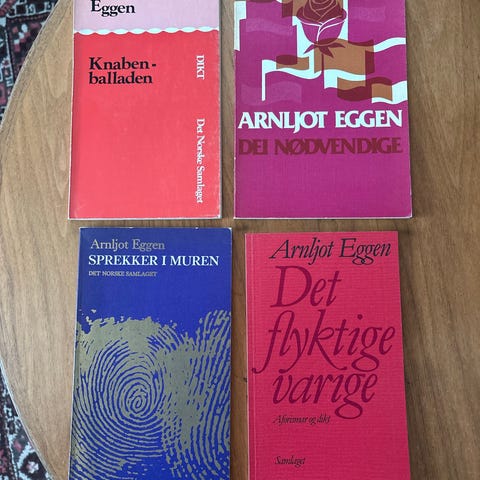 Eggen
Knaben-
balladen
DIKT
Det Norske Samlaget
ARNLJOT EGGEN
DEI NØDVENDIGE
Arnljot Eggen
SPREKKER I MUREN
DET NORSKE SAMLAGET
Arnljot Eggen
Det
flyktige
varige
Aforismar og dikt
Samlaget